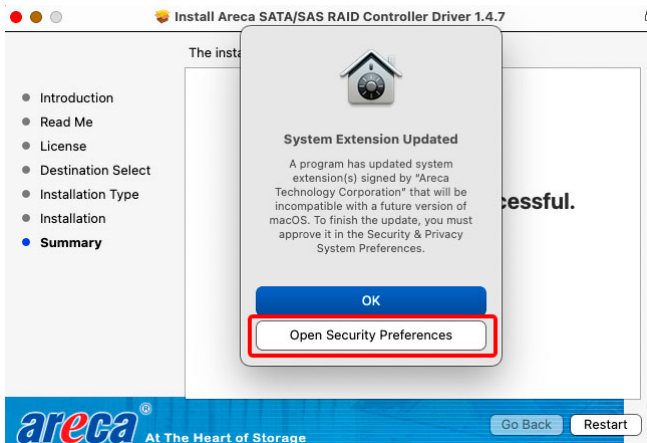 Install Areca SATA/SAS RAID Controller Driver 1.4.7
The insta
Introduction
Read Me
License
Destination Select
Installation Type
Installation
Summary
System Extension Updated
A program has updated system
extension(s) signed by "Areca
Technology Corporation" that will be
incompatible with a future version of
macOS. To finish the update, you must
approve it in the Security & Privacy
System Preferences.
cessful.
OK
Open Security Preferences
areca®
At The Heart of Storage
Go Back
Restart